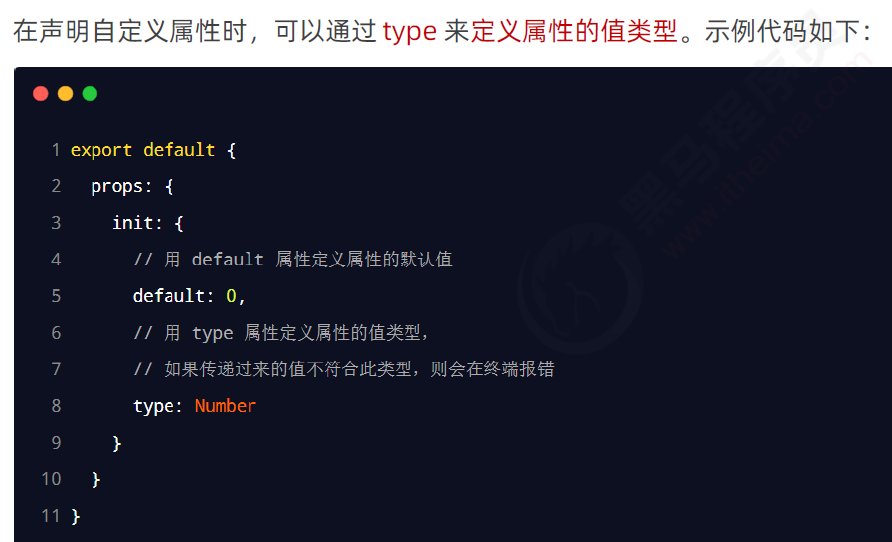 在声明自定义属性时，可以通过 type 来定义属性的值类型。示例代码如下：
黑马程序员
www.itheima.com
1 export default {
2 props: {
3 init: {
4 // 用 default 属性定义属性的默认值
5 default: 0,
6 // 用 type 属性定义属性的值类型，
7 // 如果传递过来的值不符合此类型，则会在终端报错
8 type: Number
9 }
10 }
11 }